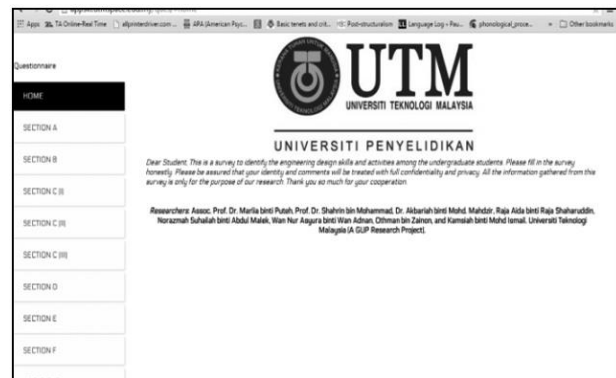 Apps TA Online-Real Time allprinterdriver.com ... APA (American Psyc... Basic tenets and crit... Post-structuralism Language Log » Pau... phonological_proce... » Other bookmarks
Questionnaire
HOME
SECTION A
SECTION B
SECTION C (I)
SECTION C (II)
SECTION C (III)
SECTION D
SECTION E
SECTION F
UTM
UNIVERSITI TEKNOLOGI MALAYSIA
UNIVERSITI PENYELIDIKAN
Dear Student, This is a survey to identify the engineering design skills and activities among the undergraduate students. Please fill in the survey
honestly. Please be assured that your identity and comments will be treated with full confidentiality and privacy. All the information gathered from this
survey is only for the purpose of our research. Thank you so much for your cooperation.
Researchers: Assoc. Prof. Dr. Marlia binti Puteh, Prof. Dr. Shahrin bin Mohammad, Dr. Akbariah binti Mohd. Mahdzir, Raja Aida binti Raja Shaharuddin,
Norazmah Suhailah binti Abdul Malek, Wan Nur Asyura binti Wan Adnan, Othman bin Zainon, and Kamsiah binti Mohd Ismail. Universiti Teknologi
Malaysia (A GUP Research Project).